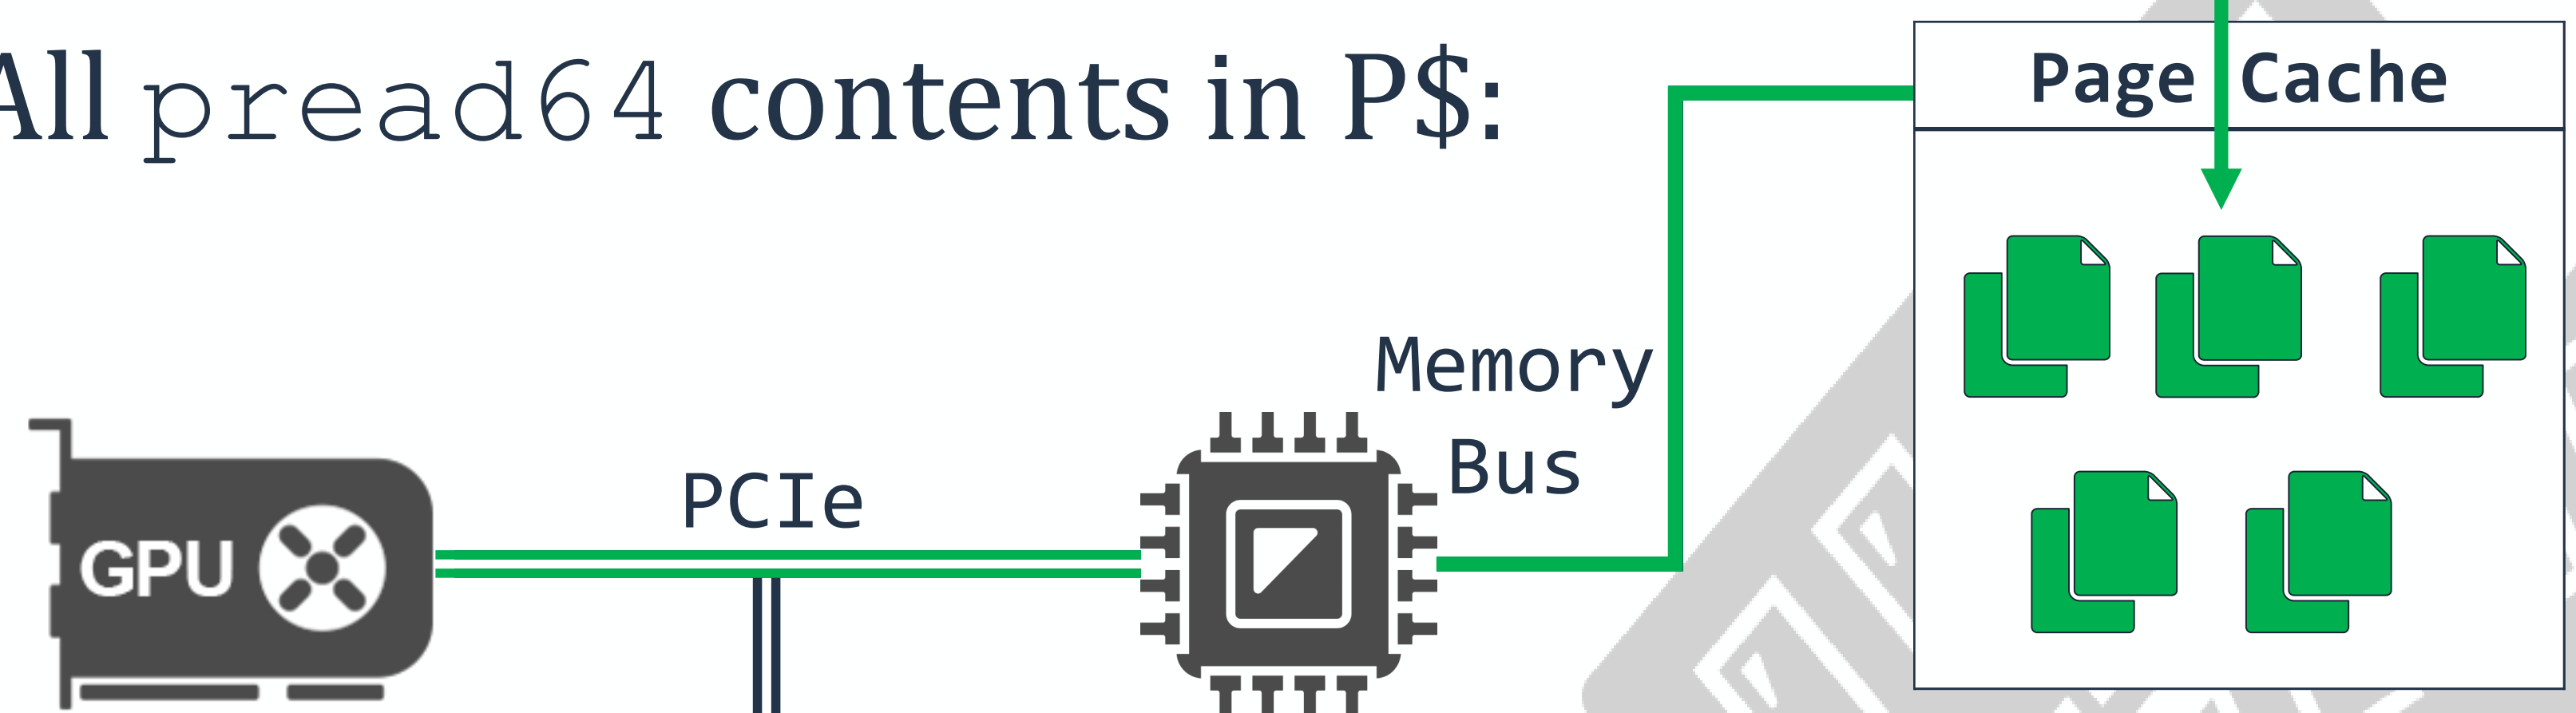 All pread64 contents in P$:
Page Cache
Memory
Bus
PCIe
GPU